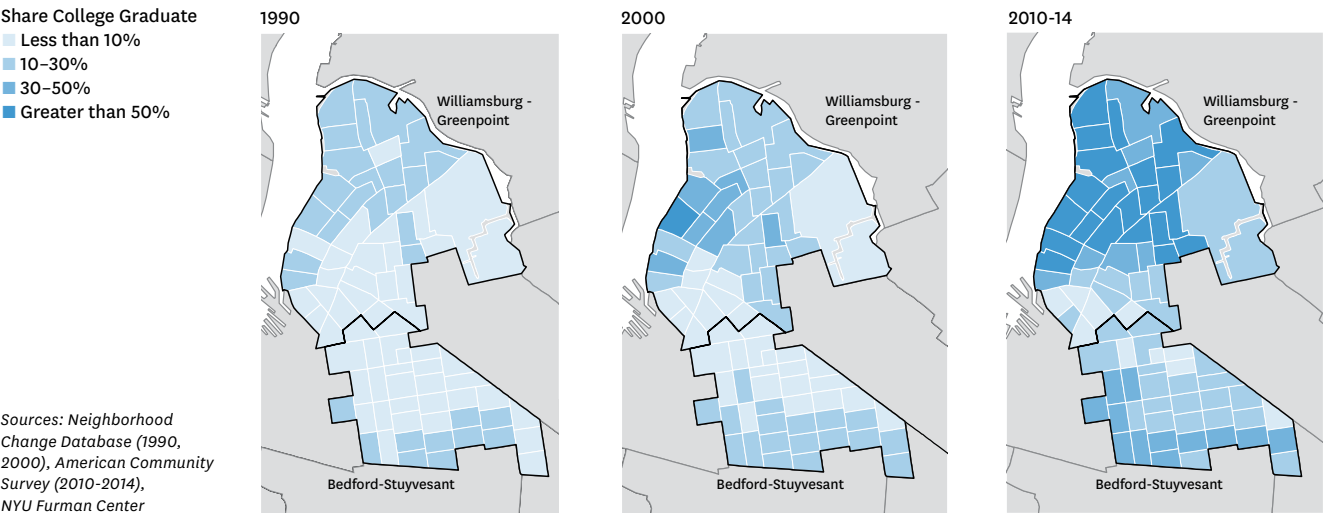 Share College Graduate
Less than 10%
10–30%
30–50%
Greater than 50%
1990
Williamsburg -
Greenpoint
Bedford-Stuyvesant
2000
Williamsburg -
Greenpoint
Bedford-Stuyvesant
2010-14
Williamsburg -
Greenpoint
Bedford-Stuyvesant
Sources: Neighborhood
Change Database (1990,
2000), American Community
Survey (2010-2014),
NYU Furman Center